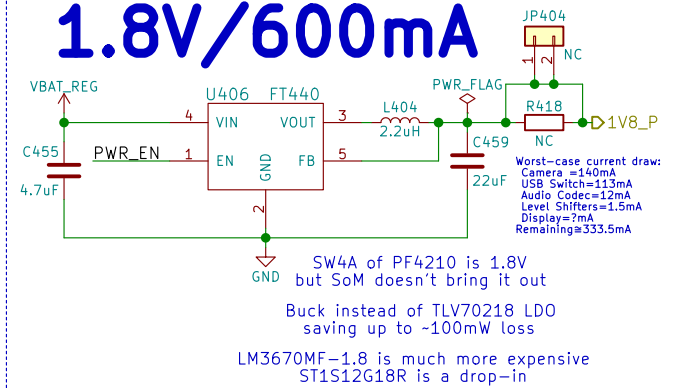 1.8V/600mA
JP404
1
2
NC
VBAT_REG
U406
FT440
PWR_FLAG
L404
2.2uH
R418
NC
1V8_P
4
VIN
VOUT
3
C455
4.7uF
PWR_EN
1
EN
GND
FB
5
2
C459
22uF
GND
Worst-case current draw:
Camera =140mA
USB Switch=113mA
Audio Codec=12mA
Level Shifters=1.5mA
Display=?mA
Remaining≅333.5mA
SW4A of PF4210 is 1.8V
but SoM doesn't bring it out
Buck instead of TLV70218 LDO
saving up to ~100mW loss
LM3670MF-1.8 is much more expensive
ST1S12G18R is a drop-in